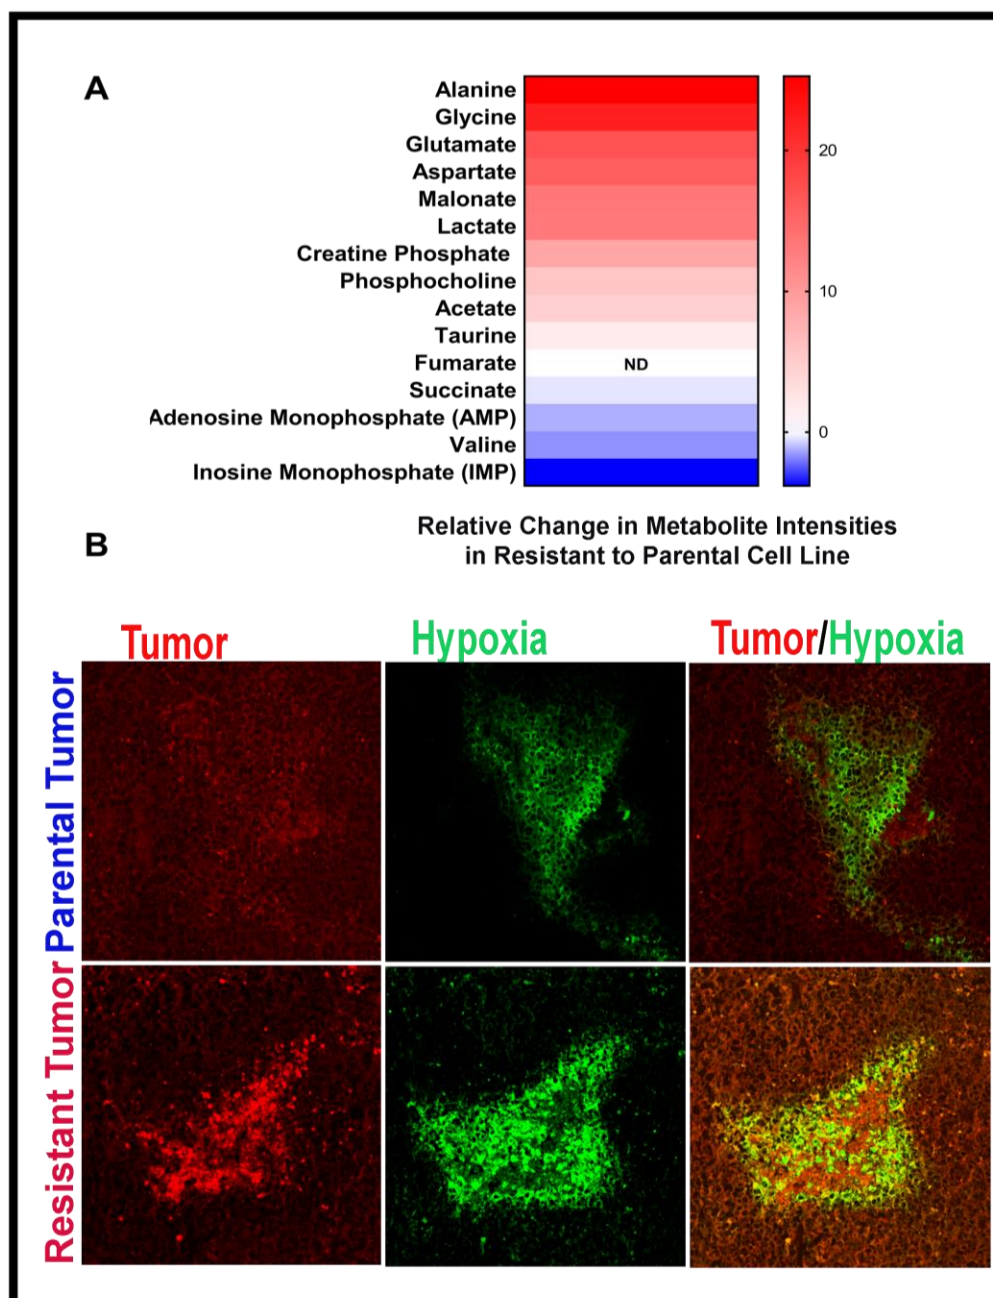 A
Alanine
Glycine
Glutamate
Aspartate
Malonate
Lactate
Creatine Phosphate
Phosphocholine
Acetate
Taurine
Fumarate
ND
Succinate
Adenosine Monophosphate (AMP)
Valine
Inosine Monophosphate (IMP)
20
10
0
Relative Change in Metabolite Intensities
in Resistant to Parental Cell Line
B
Tumor
Hypoxia
Tumor/Hypoxia
Parental Tumor
Resistant Tumor